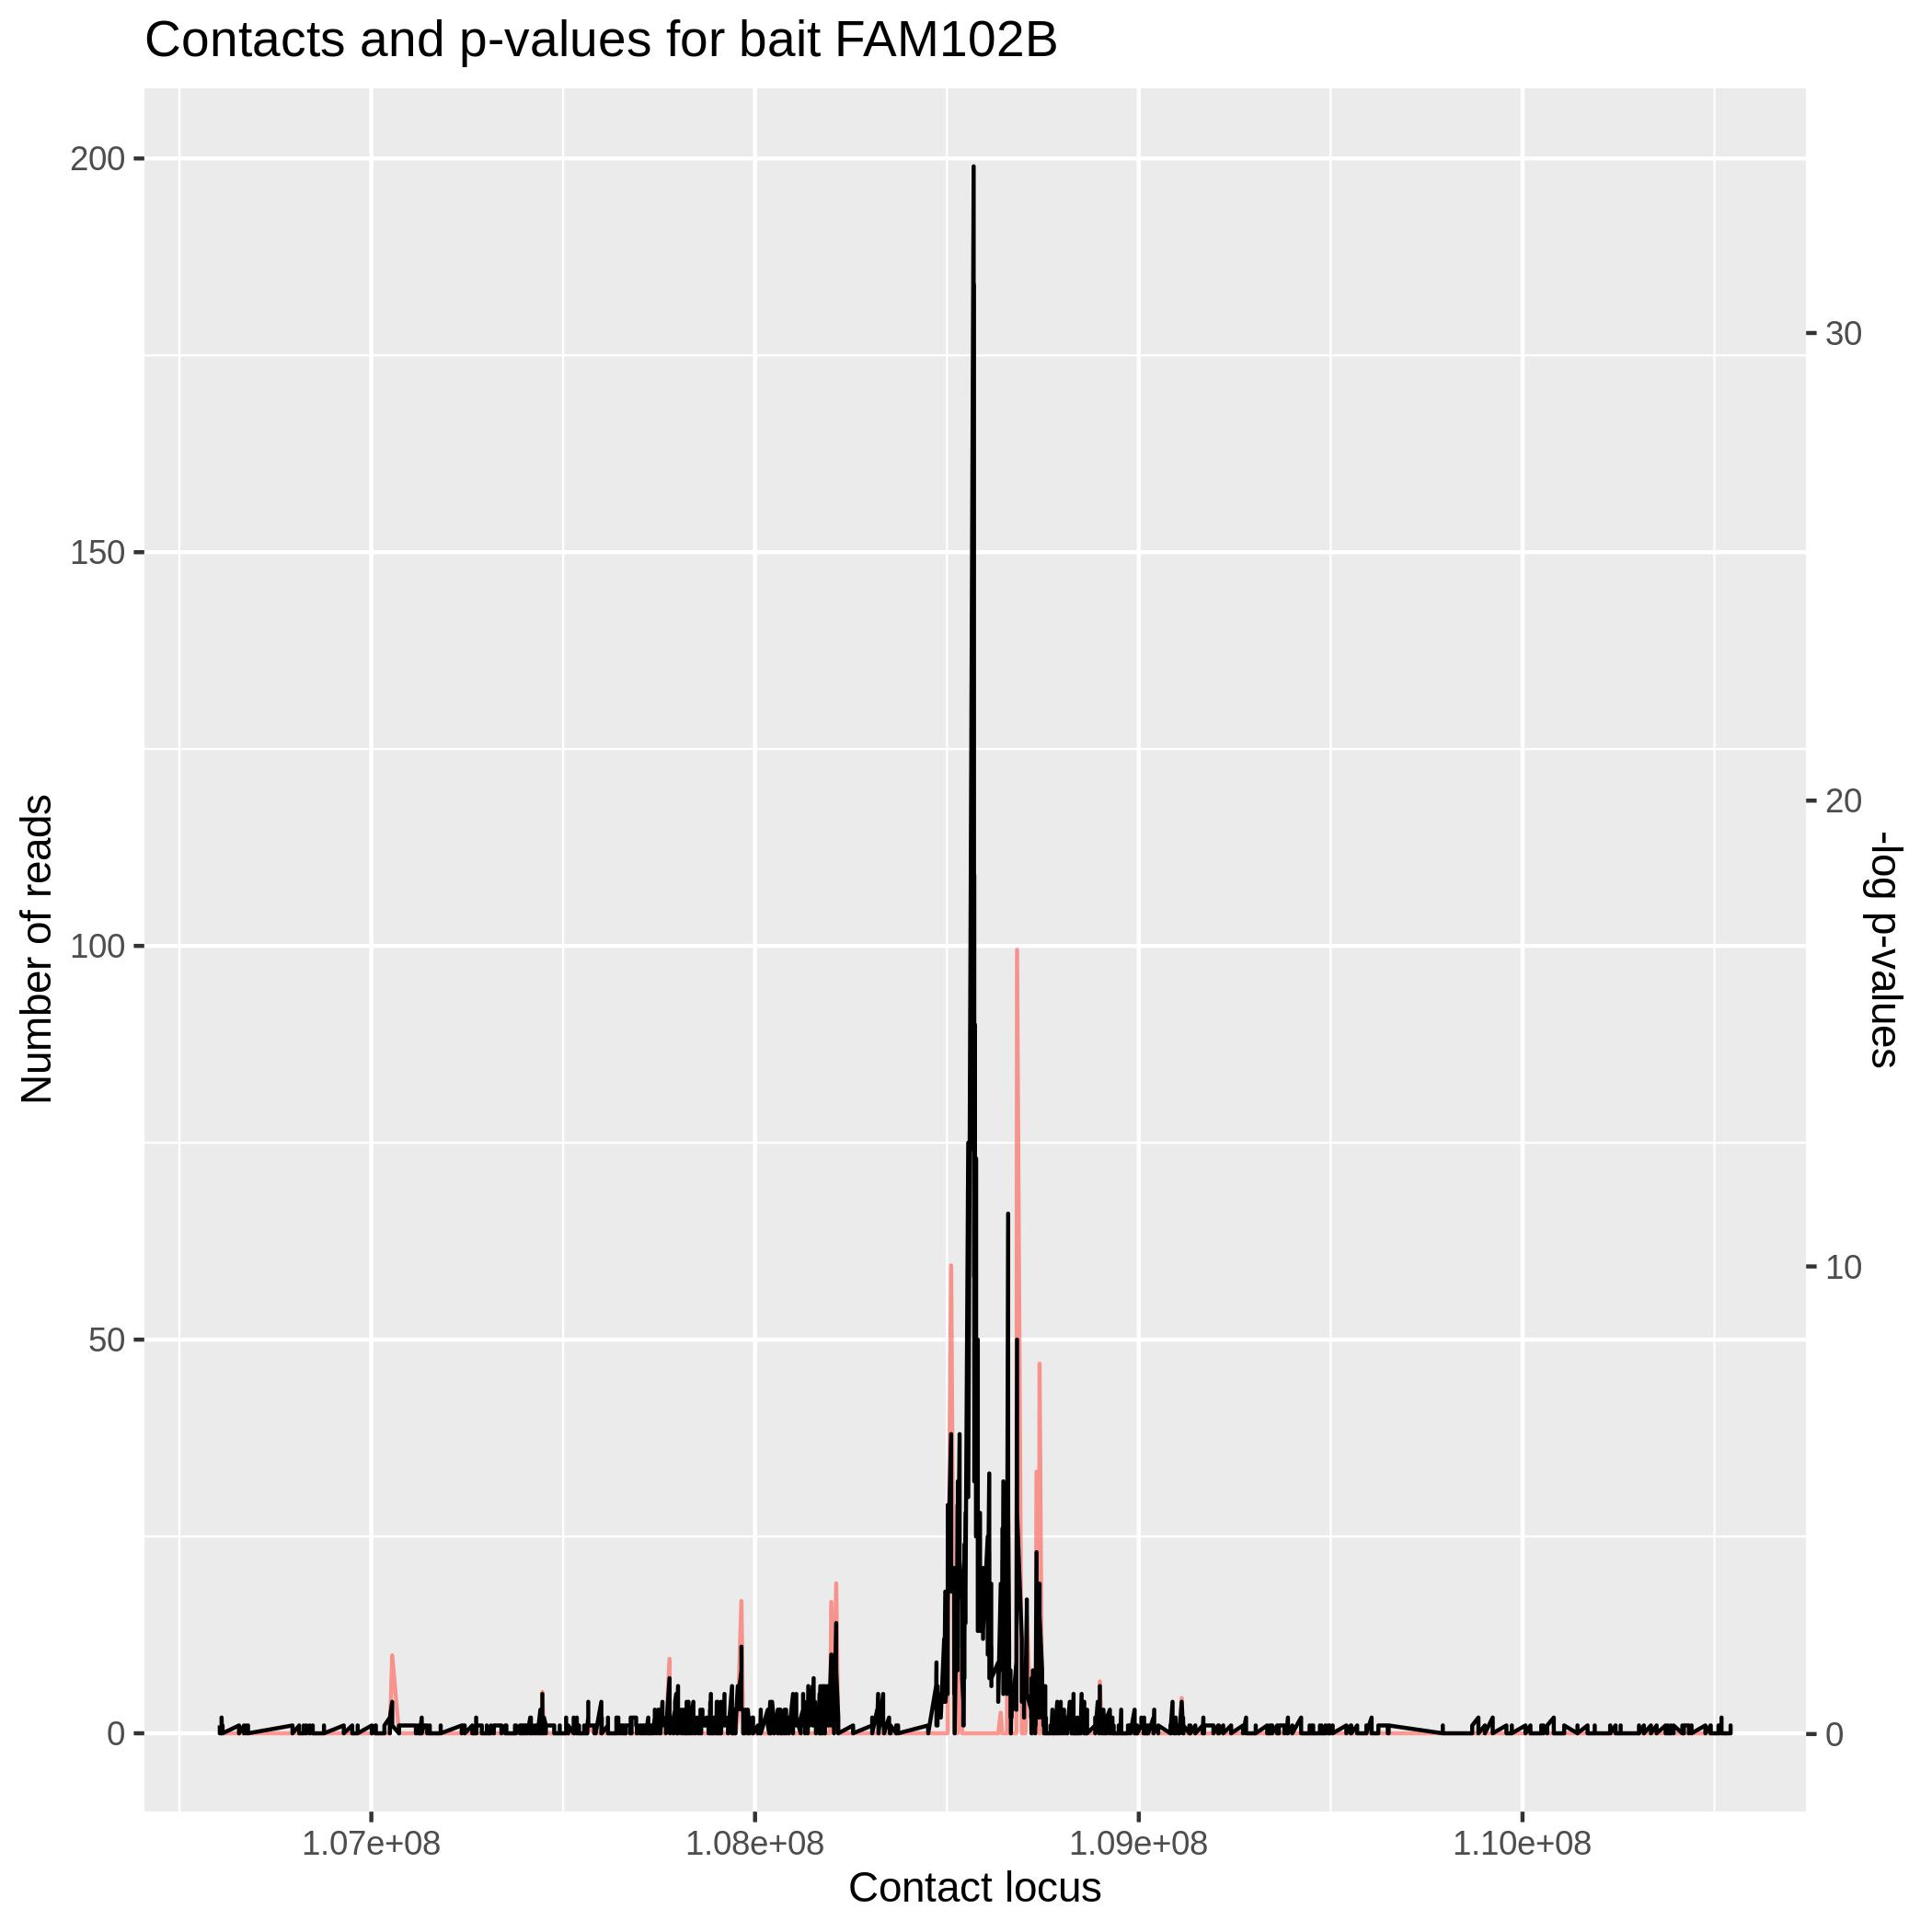 Contacts and p-values for bait FAM102B
200
150
100
50
0
Number of reads
30
20
10
0
-log p-values
1.07e+08
1.08e+08
1.09e+08
1.10e+08
Contact locus